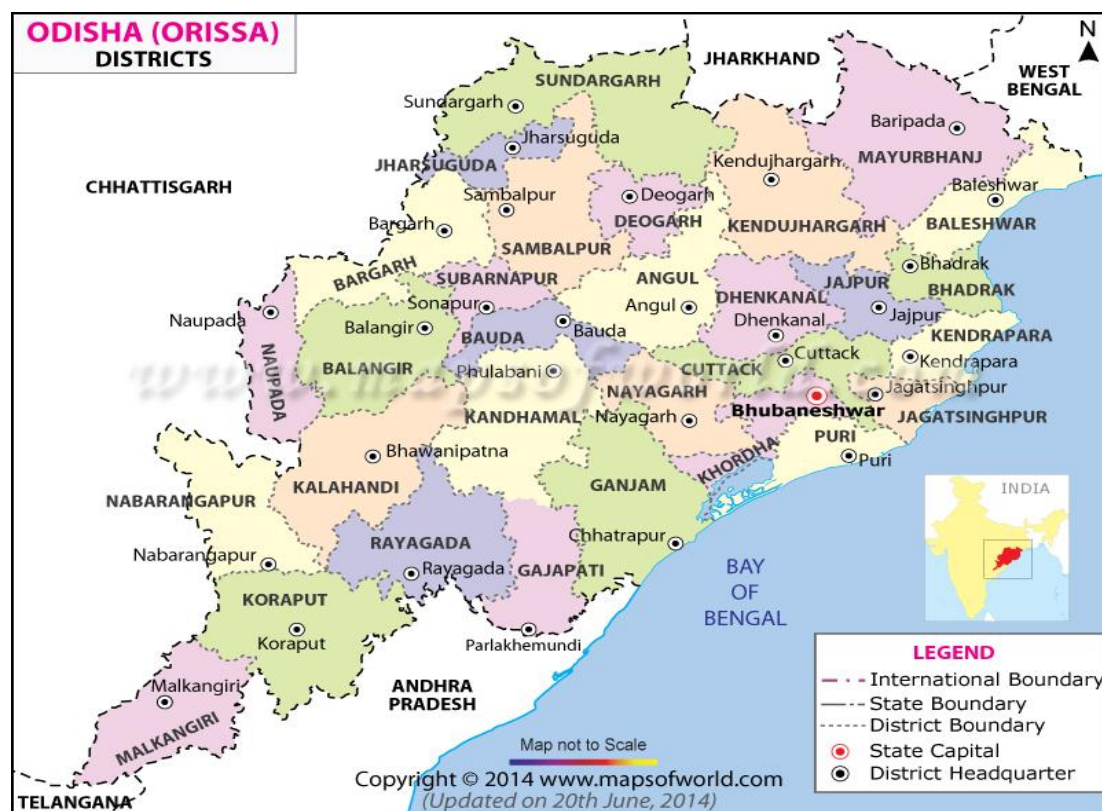 ODISHA (ORISSA)
DISTRICTS
N
JHARKHAND
WEST
BENGAL
SUNDARGARH
Sundargarh
Baripada
Jharsuguda
MAYURBHANJ
JHARSUGUDA
Kendujhargarh
CHHATTISGARH
Sambalpur
Deogarh
Baleshwar
Bargarh
DEOGARH
KENDUJHARGARH
BALESHWAR
SAMBALPUR
BARGARH
SUBARNAPUR
ANGUL
Bhadrak
JAJPUR
BHADRAK
Naupada
Sonapur
Angul
DHENKANAL
Jajpur
Balangir
BAUDA
Bauda
Dhenkanal
KENDRAPARA
NAUPADA
BALANGIR
Phulabani
CUTTACK
Cuttack
Kendrapara
www.mapsofworld.com
NAYAGARH
Jagatsinghpur
KANDHAMAL
Nayagarh
Bhubaneshwar
JAGATSINGHPUR
PURI
Bhawanipatna
KHORDHA
Puri
KALAHANDI
GANJAM
NABARANGAPUR
INDIA
Chhatrapur
RAYAGADA
Nabarangapur
Rayagada
GAJAPATI
BAY
OF
BENGAL
KORAPUT
Koraput
Parlakhemundi
LEGEND
International Boundary
State Boundary
District Boundary
State Capital
District Headquarter
Malkangiri
ANDHRA
PRADESH
MALKANGIRI
Map not to Scale
Copyright © 2014 www.mapsofworld.com
(Updated on 20th June, 2014)
TELANGANA